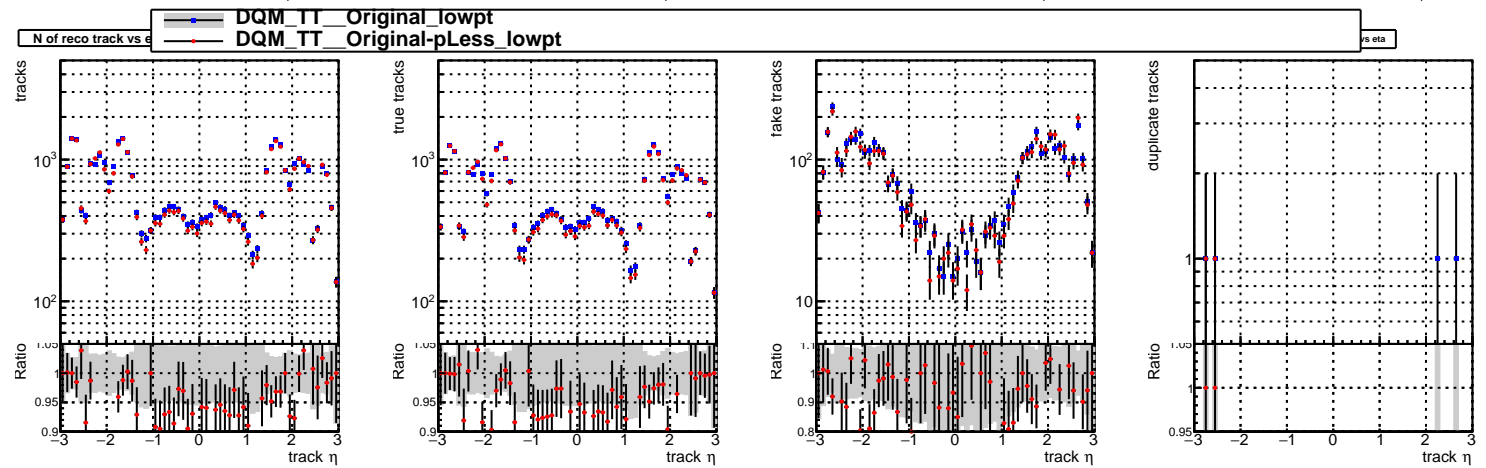 DQM_TT__Original_lowpt
DQM_TT__Original-pLess_lowpt
N of reco track vs e
vs eta
tracks
10³
10²
Ratio
1.05
1
0.95
0.9
−3 −2 −1 0 1 2 3
track η
true tracks
10³
10²
Ratio
1.05
1
0.95
0.9
−3 −2 −1 0 1 2 3
track η
fake tracks
10²
10
Ratio
1.1
1
0.9
0.8
−3 −2 −1 0 1 2 3
track η
duplicate tracks
1
Ratio
1.05
1
0.95
−3 −2 −1 0 1 2 3
track η